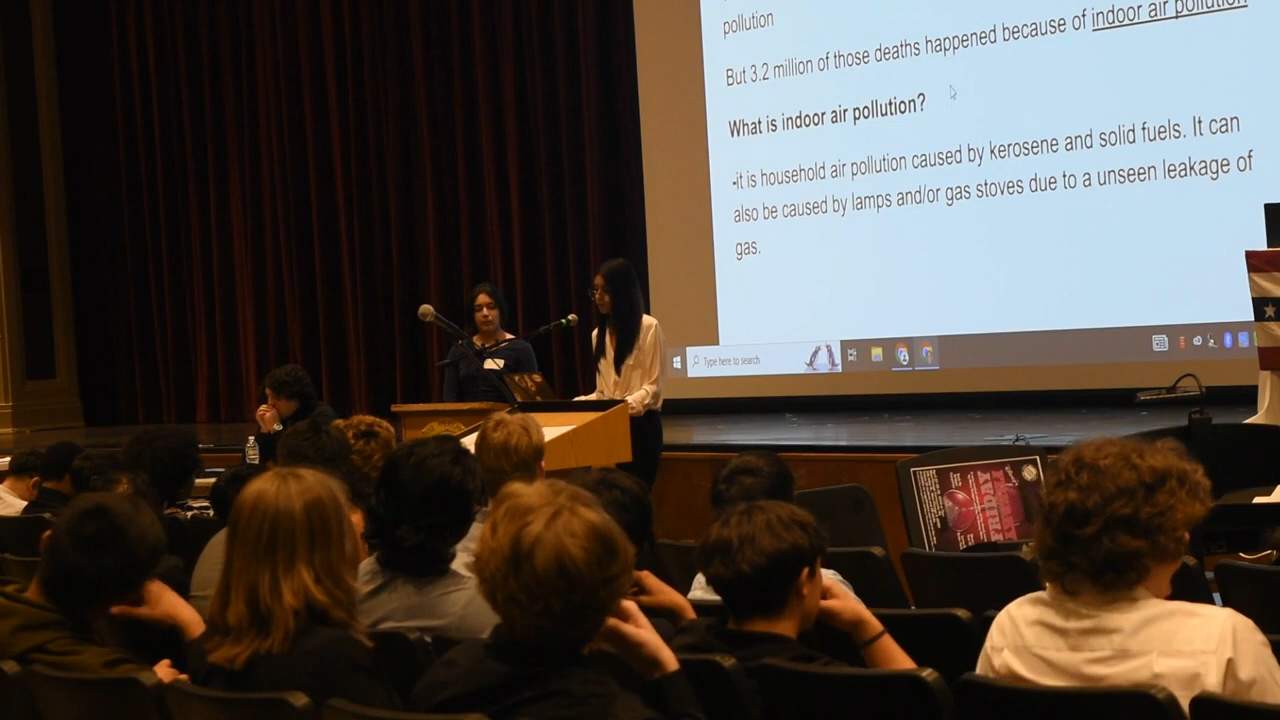 pollution
But 3.2 million of those deaths happened because of indoor air pollution
What is indoor air pollution?
-it is household air pollution caused by kerosene and solid fuels. It can
also be caused by lamps and/or gas stoves due to a unseen leakage of
gas.
Type here to search
FRIDAY